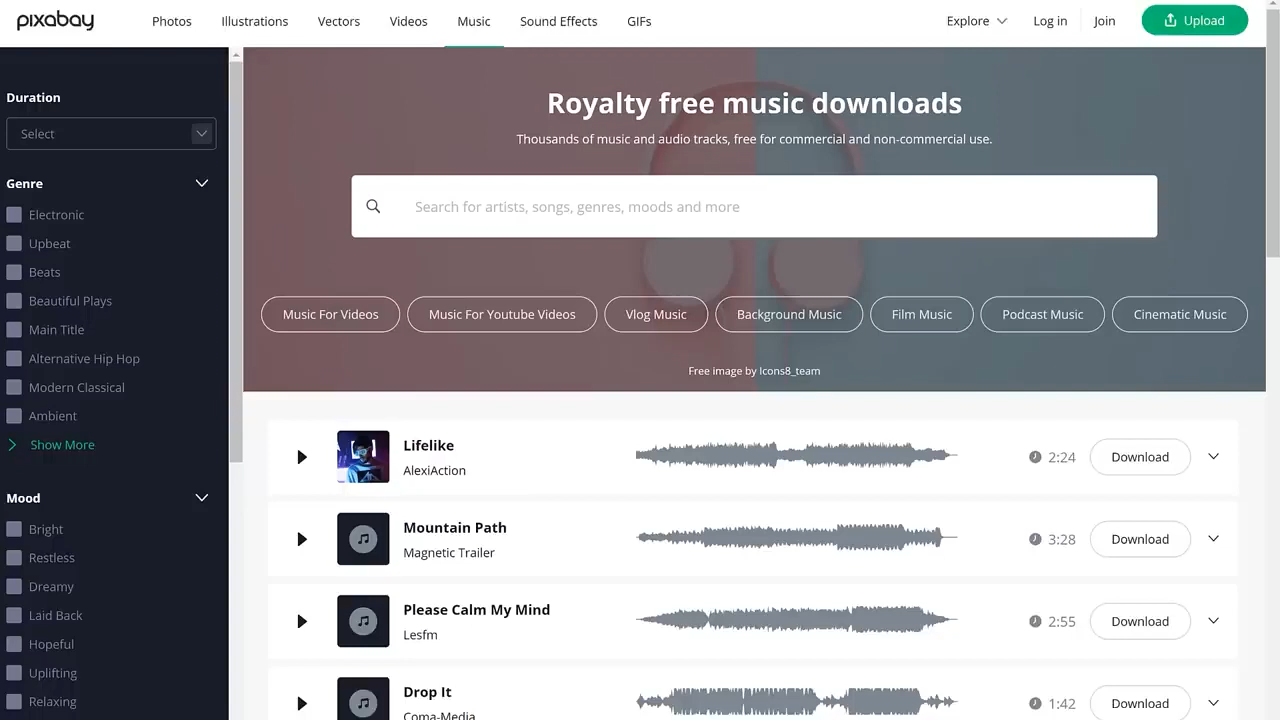 pixabay
Photos Illustrations Vectors Videos Music Sound Effects GIFs Explore Log in Join Upload
Duration
Select
Genre
Electronic
Upbeat
Beats
Beautiful Plays
Main Title
Alternative Hip Hop
Modern Classical
Ambient
Show More
Mood
Bright
Restless
Dreamy
Laid Back
Hopeful
Uplifting
Relaxing
Royalty free music downloads
Thousands of music and audio tracks, free for commercial and non-commercial use.
Search for artists, songs, genres, moods and more
Music For Videos Music For Youtube Videos Vlog Music Background Music Film Music Podcast Music Cinematic Music
Free image by Icons8_team
Lifelike
AlexiAction
2:24 Download
Mountain Path
Magnetic Trailer
3:28 Download
Please Calm My Mind
Lesfm
2:55 Download
Drop It
Coma-Media
1:42 Download